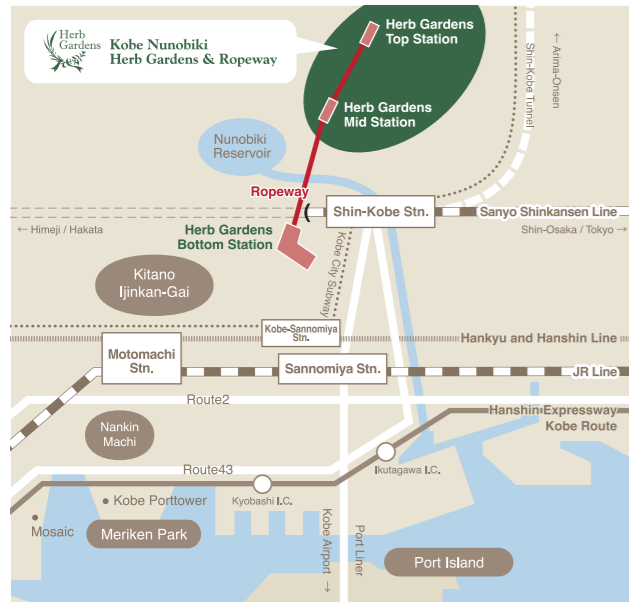 Herb
Gardens
Kobe Nunobiki
Herb Gardens & Ropeway
Herb Gardens
Top Station
← Arima-Onsen
Shin-Kobe Tunnel
Herb Gardens
Mid Station
Nunobiki
Reservoir
Ropeway
Shin-Kobe Stn.
Sanyo Shinkansen Line
← Himeji / Hakata
Shin-Osaka / Tokyo →
Herb Gardens
Bottom Station
Kobe City Subway
Kitano
Ijinkan-Gai
Kobe-Sannomiya
Stn.
Hankyu and Hanshin Line
Motomachi
Stn.
Sannomiya Stn.
JR Line
Route2
Hanshin Expressway
Kobe Route
Nankin
Machi
Route43
Ikutagawa I.C.
Kyobashi I.C.
Kobe Porttower
Mosaic
Meriken Park
Kobe Airport →
Port Liner
Port Island